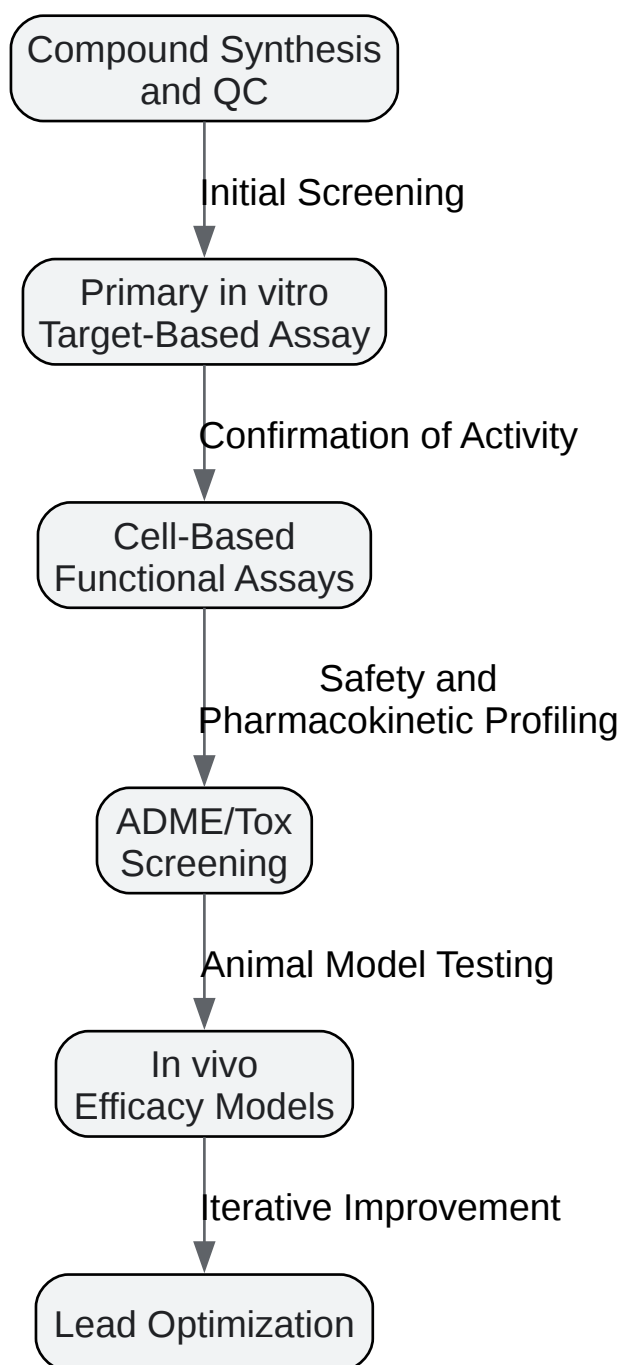 Compound Synthesis
and QC
Initial Screening
Primary in vitro
Target-Based Assay
Confirmation of Activity
Cell-Based
Functional Assays
Safety and
Pharmacokinetic Profiling
ADME/Tox
Screening
Animal Model Testing
In vivo
Efficacy Models
Iterative Improvement
Lead Optimization